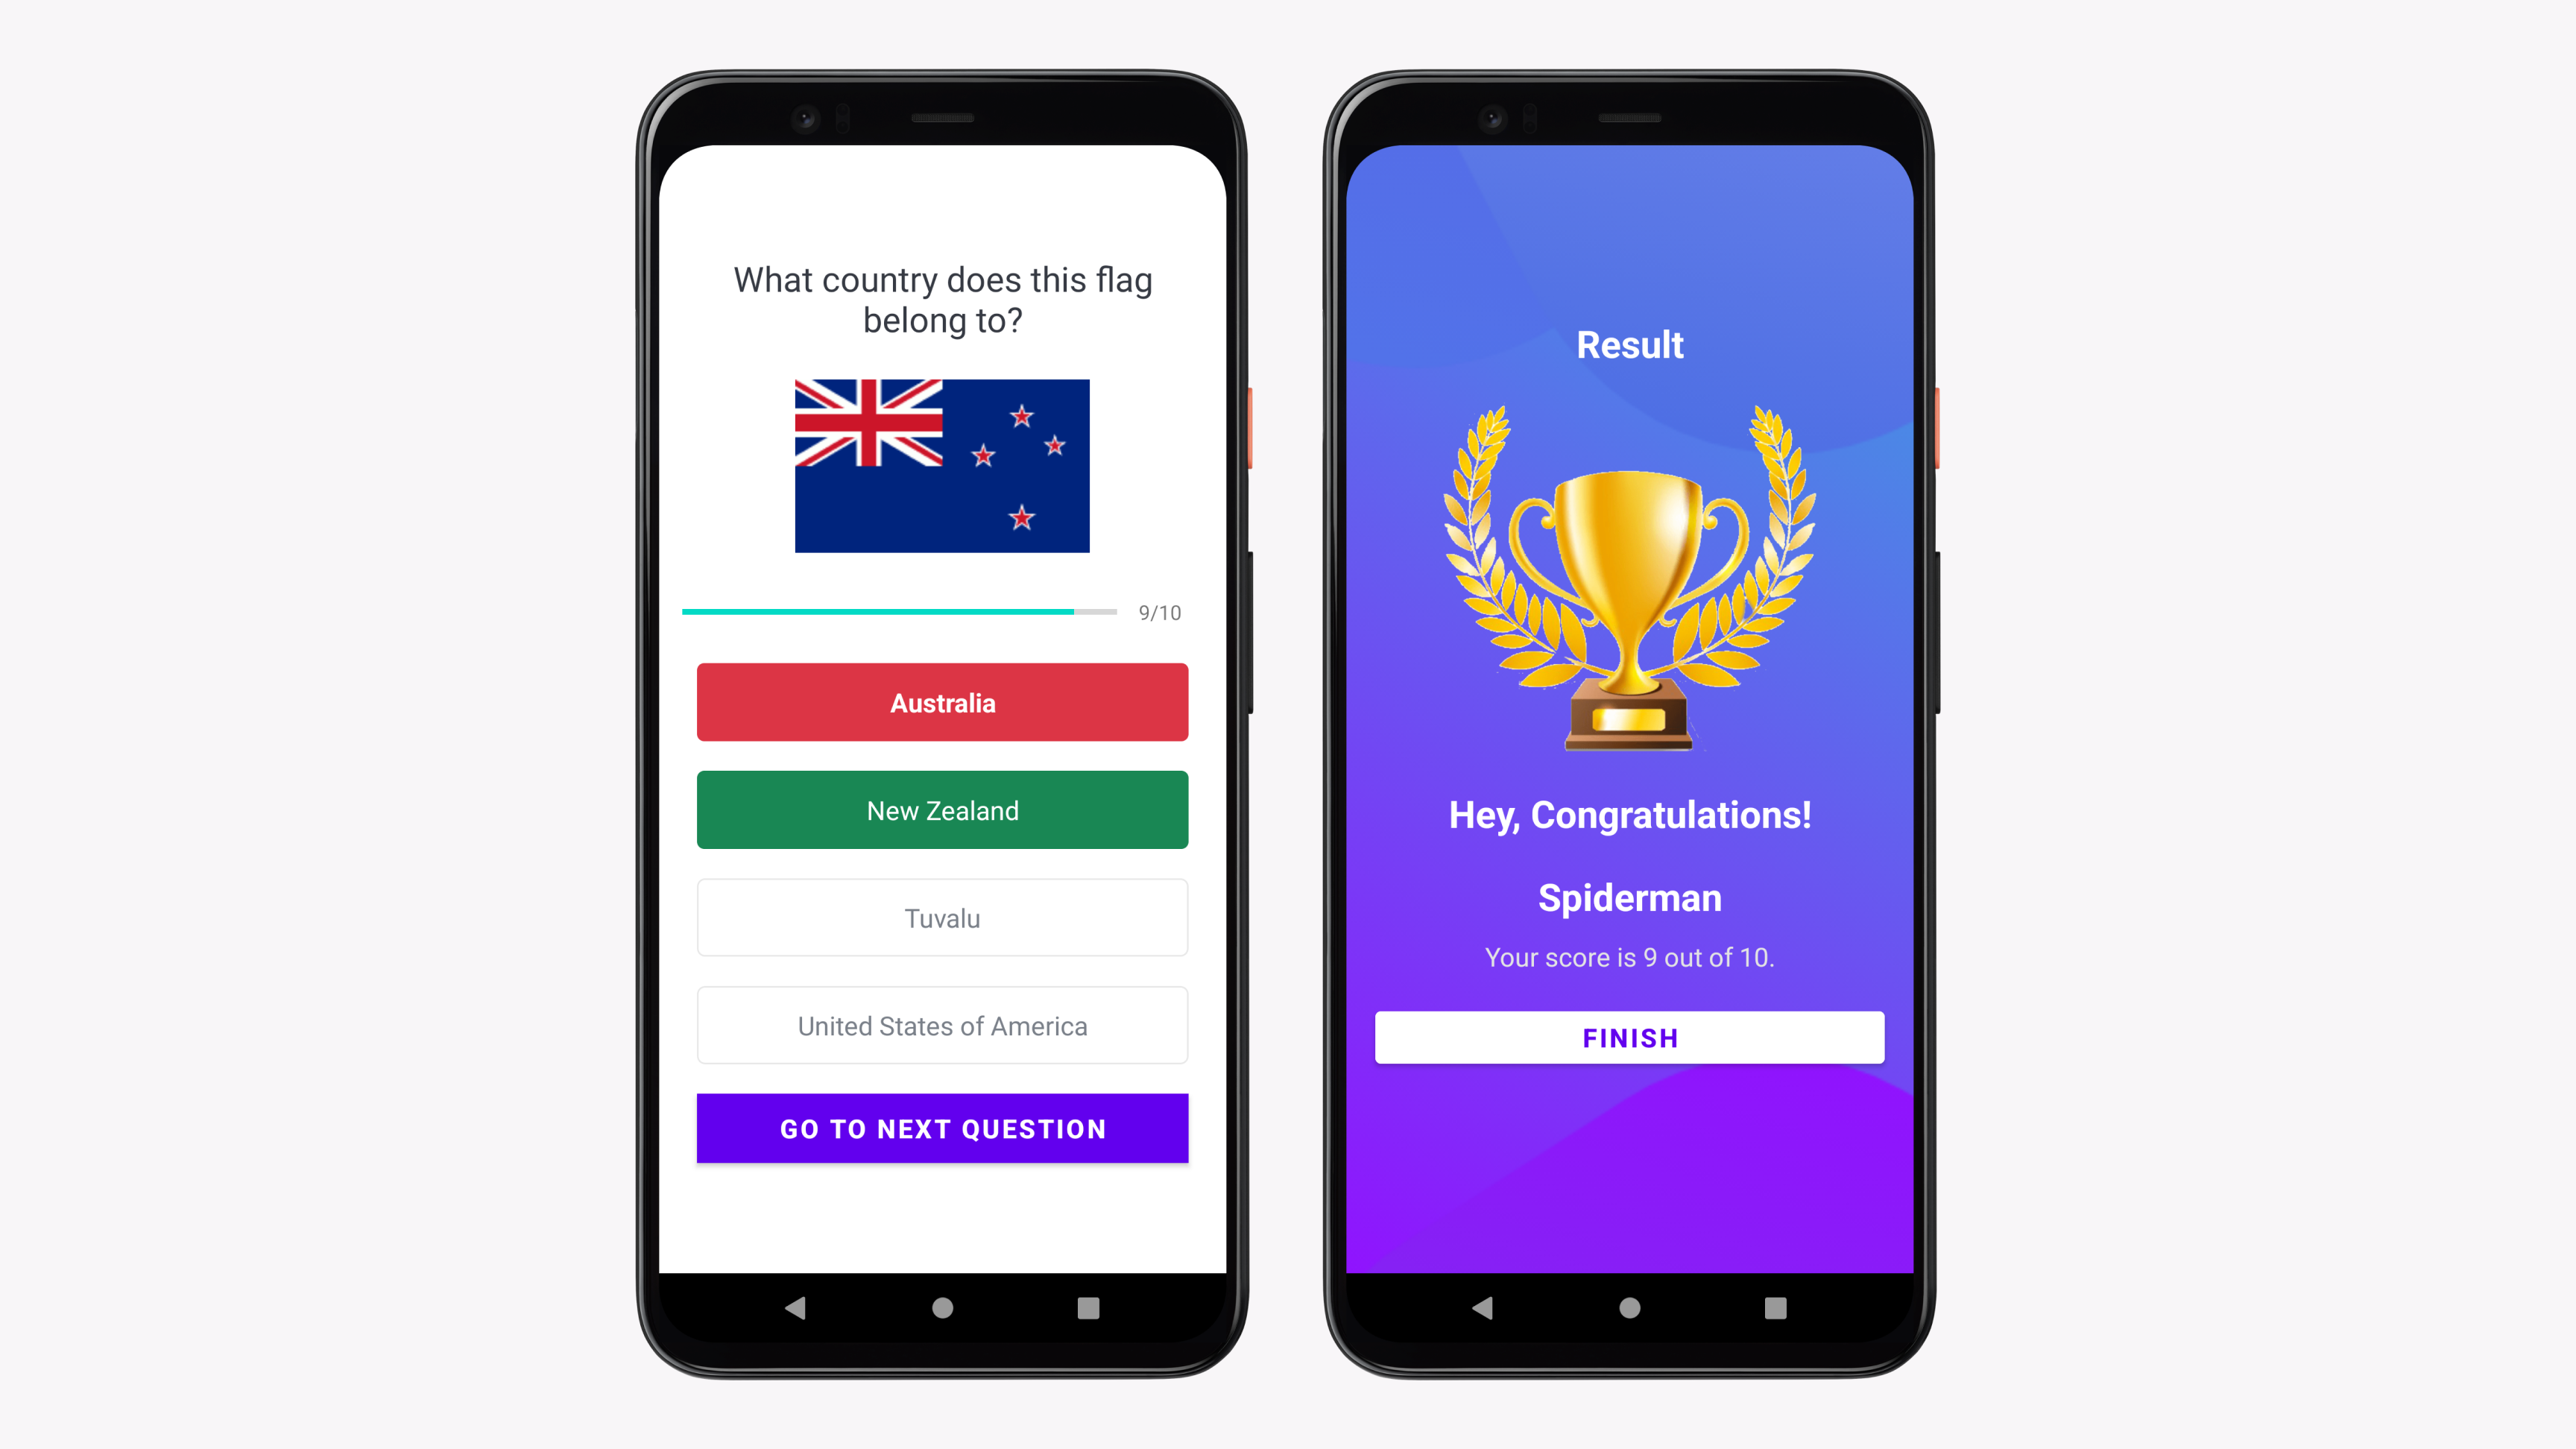 What country does this flag
belong to?
9/10
Australia
New Zealand
Tuvalu
United States of America
GO TO NEXT QUESTION
Result
Hey, Congratulations!
Spiderman
Your score is 9 out of 10.
FINISH